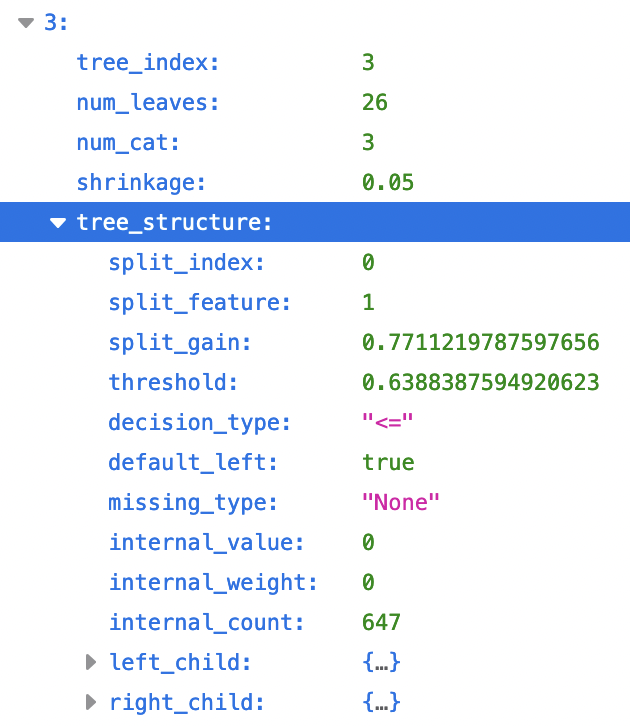 3:
tree_index: 3
num_leaves: 26
num_cat: 3
shrinkage: 0.05
tree_structure:
split_index: 0
split_feature: 1
split_gain: 0.7711219787597656
threshold: 0.6388387594920623
decision_type: "<="
default_left: true
missing_type: "None"
internal_value: 0
internal_weight: 0
internal_count: 647
left_child: {…}
right_child: {…}